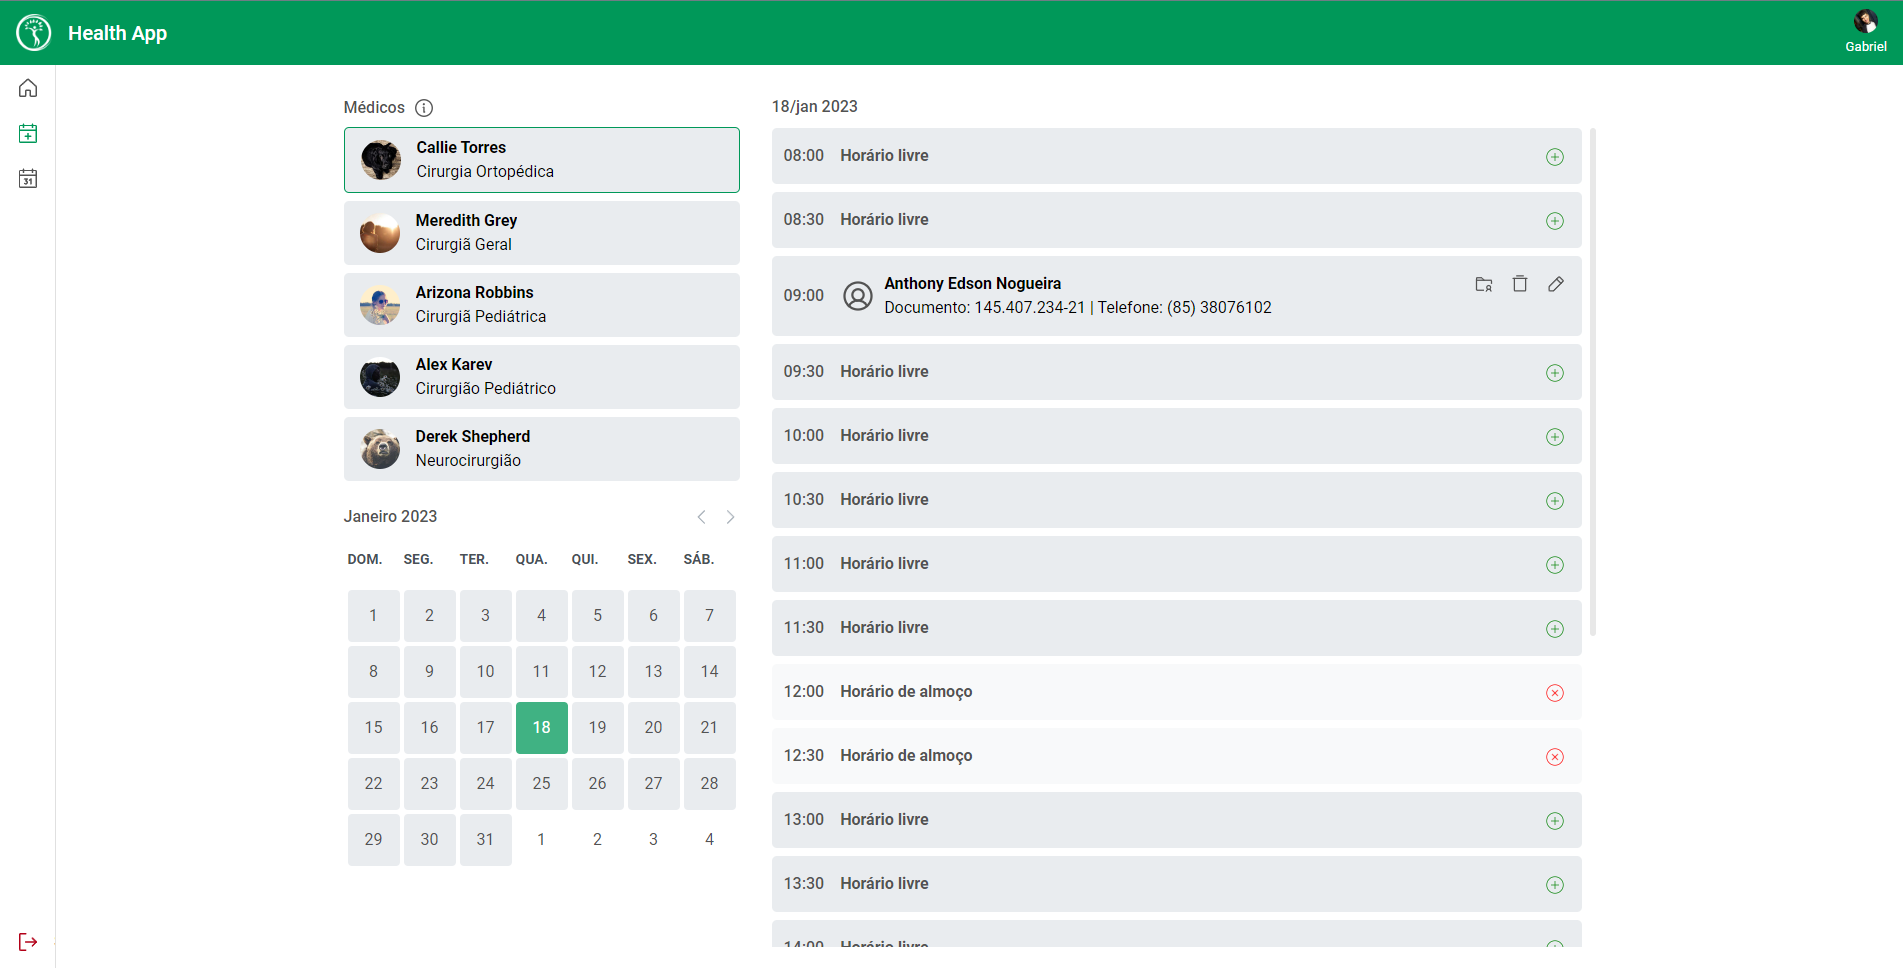 Health App
Gabriel
31
Médicos
Callie Torres
Cirurgia Ortopédica
Meredith Grey
Cirurgiã Geral
Arizona Robbins
Cirurgiã Pediátrica
Alex Karev
Cirurgião Pediátrico
Derek Shepherd
Neurocirurgião
Janeiro 2023
DOM. SEG. TER. QUA. QUI. SEX. SÁB.
1 2 3 4 5 6 7
8 9 10 11 12 13 14
15 16 17 18 19 20 21
22 23 24 25 26 27 28
29 30 31 1 2 3 4
18/jan 2023
08:00 Horário livre
08:30 Horário livre
09:00
Anthony Edson Nogueira
Documento: 145.407.234-21 | Telefone: (85) 38076102
09:30 Horário livre
10:00 Horário livre
10:30 Horário livre
11:00 Horário livre
11:30 Horário livre
12:00 Horário de almoço
12:30 Horário de almoço
13:00 Horário livre
13:30 Horário livre
14:00 Horário livre